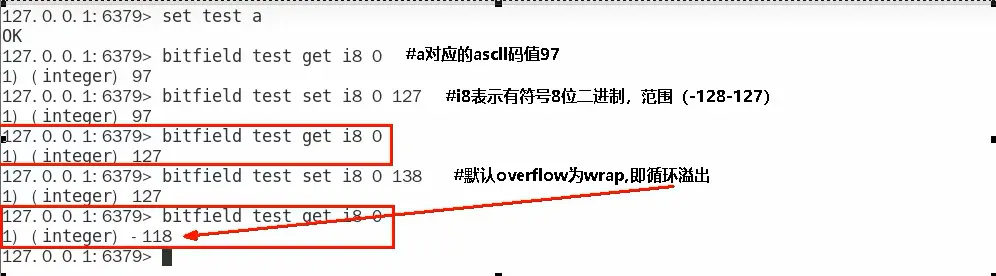 127.0.0.1:6379> set test a
OK
127.0.0.1:6379> bitfield test get i8 0 #a对应的ascll码值97
1) (integer) 97
127.0.0.1:6379> bitfield test set i8 0 127 #i8表示有符号8位二进制，范围（-128-127）
1) (integer) 97
127.0.0.1:6379> bitfield test get i8 0
1) (integer) 127
127.0.0.1:6379> bitfield test set i8 0 138 #默认overflow为wrap,即循环溢出
1) (integer) 127
127.0.0.1:6379> bitfield test get i8 0
1) (integer) -118
127.0.0.1:6379>